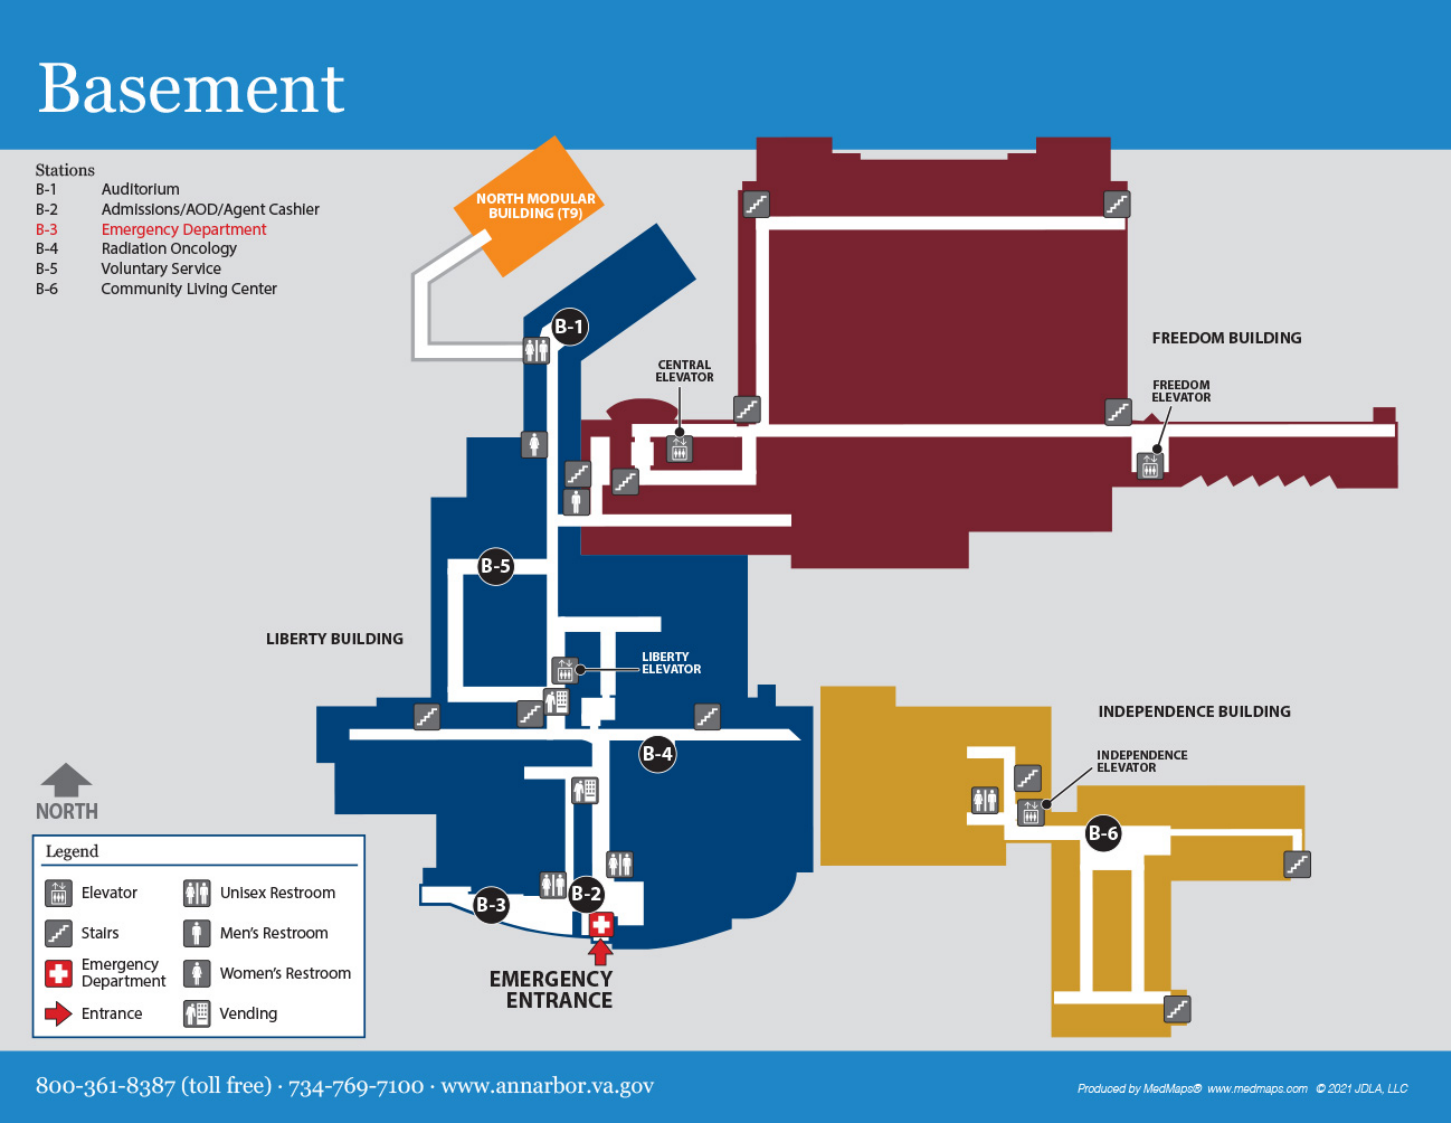 Basement
Stations
B-1 Auditorium
B-2 Admissions/AOD/Agent Cashier
B-3 Emergency Department
B-4 Radiation Oncology
B-5 Voluntary Service
B-6 Community Living Center
NORTH MODULAR
BUILDING (T9)
B-1
CENTRAL
ELEVATOR
FREEDOM BUILDING
FREEDOM
ELEVATOR
B-5
LIBERTY BUILDING
LIBERTY
ELEVATOR
B-4
INDEPENDENCE BUILDING
INDEPENDENCE
ELEVATOR
B-6
B-2
B-3
EMERGENCY
ENTRANCE
NORTH
Legend
Elevator
Unisex Restroom
Stairs
Men's Restroom
Emergency
Department
Women's Restroom
Entrance
Vending
800-361-8387 (toll free) · 734-769-7100 · www.annarbor.va.gov
Produced by MedMaps® www.medmaps.com © 2021 JDLA, LLC